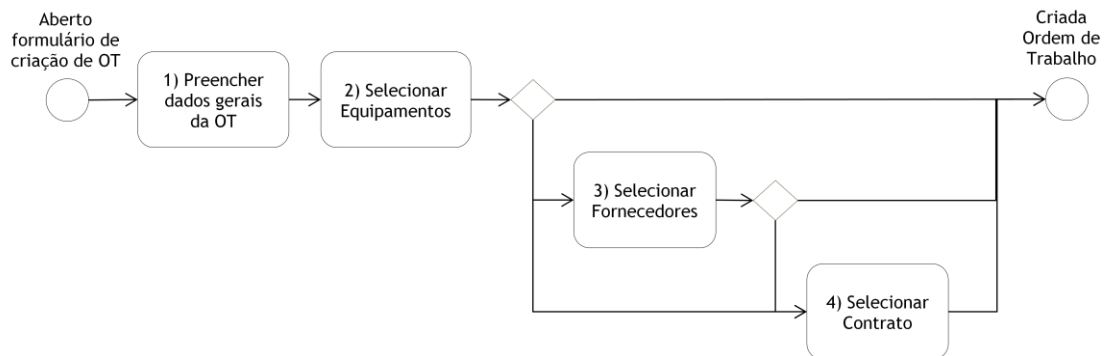 Aberto
formulário de
criação de OT
1) Preencher
dados gerais
da OT
2) Selecionar
Equipamentos
3) Selecionar
Fornecedores
4) Selecionar
Contrato
Criada
Ordem de
Trabalho